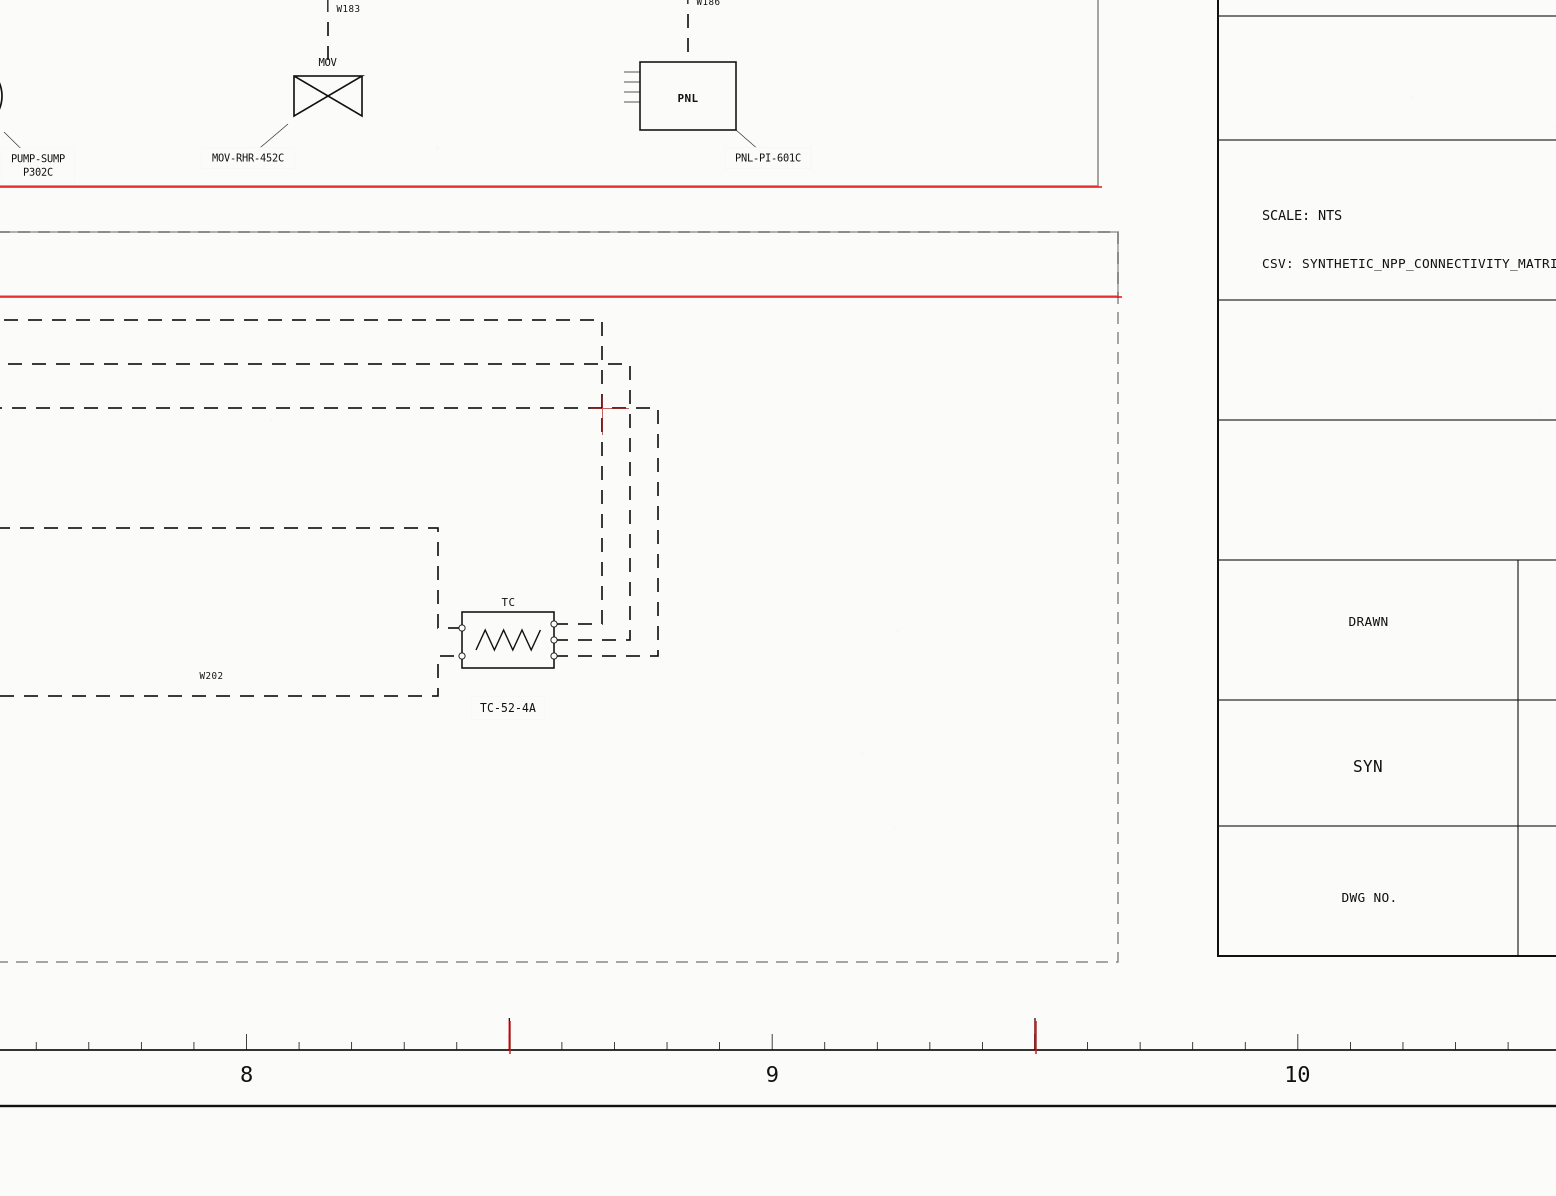 W183
W186
MOV
PNL
PUMP-SUMP
P302C
MOV-RHR-452C
PNL-PI-601C
SCALE: NTS
CSV: SYNTHETIC_NPP_CONNECTIVITY_MATRI
TC
DRAWN
W202
TC-52-4A
SYN
DWG NO.
8
9
10